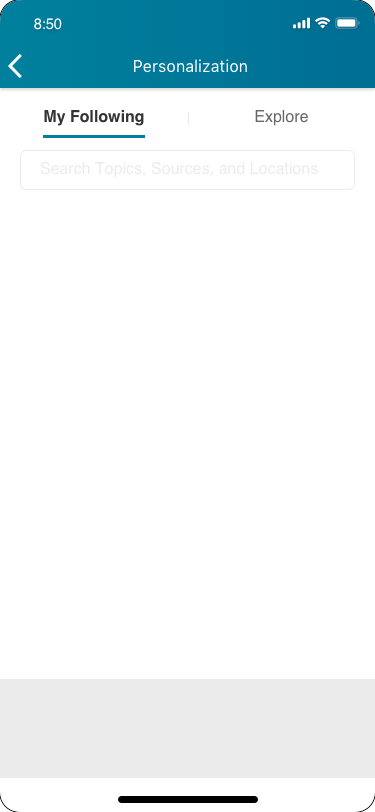 8:50
Personalization
My Following
Explore
Search Topics, Sources, and Locations